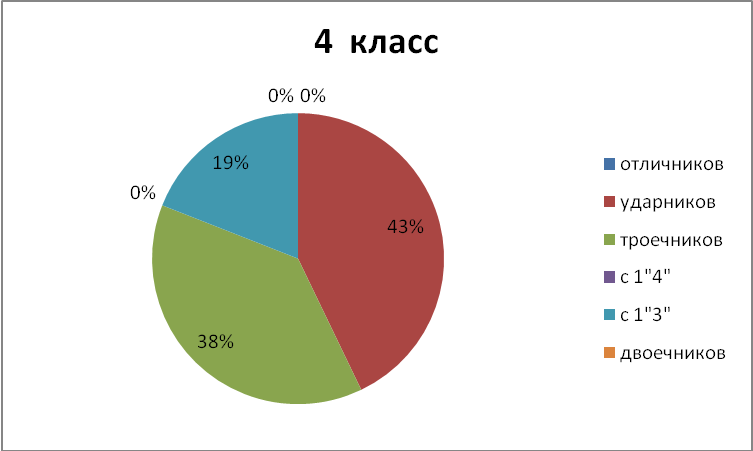 4 класс
0% 0%
19%
0%
43%
38%
отличников
ударников
троечников
с 1"4"
с 1"3"
двоечников